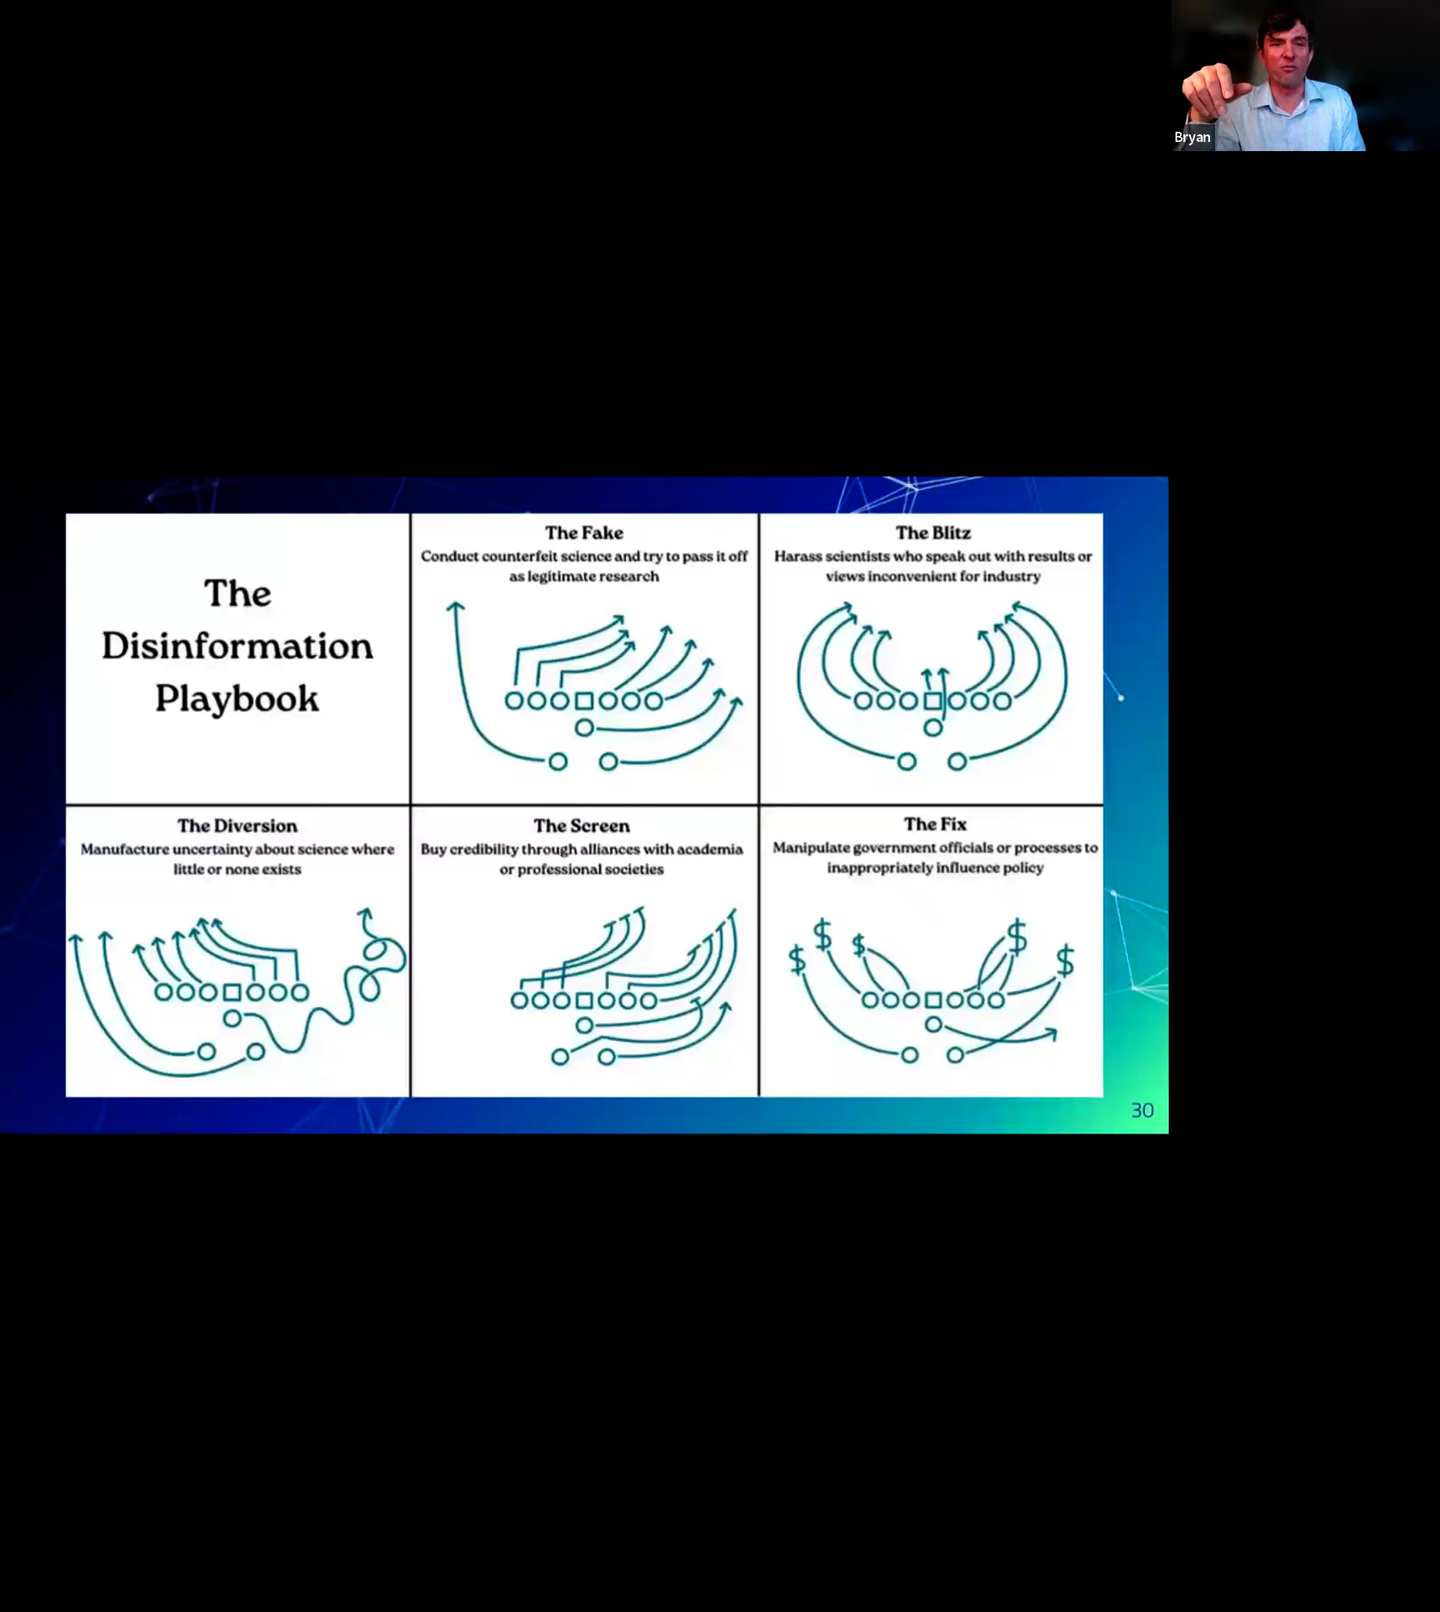 Bryan
The
Disinformation
Playbook
The Fake
Conduct counterfeit science and try to pass it off
as legitimate research
The Blitz
Harass scientists who speak out with results or
views inconvenient for industry
The Diversion
Manufacture uncertainty about science where
little or none exists
The Screen
Buy credibility through alliances with academia
or professional societies
The Fix
Manipulate government officials or processes to
inappropriately influence policy
$ $ $ $ $
30